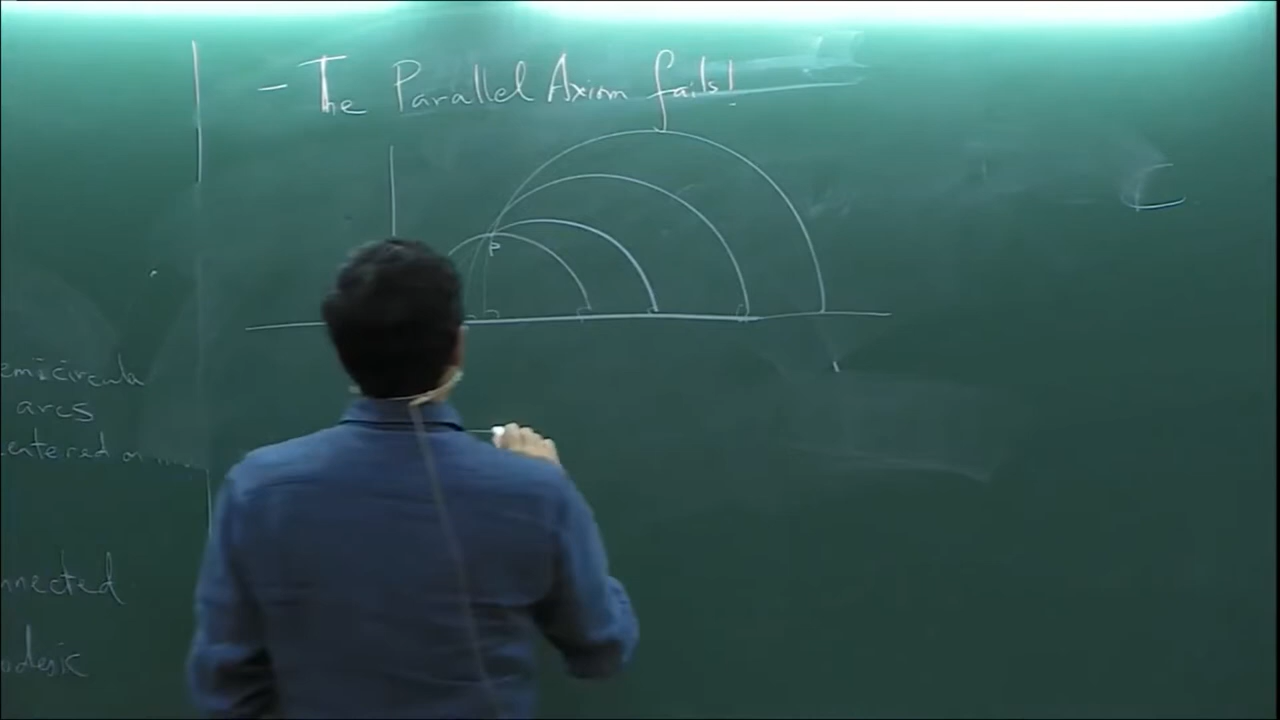 - The Parallel Axiom fails!
P
emicircula
arcs
entered on
nnected
odesic